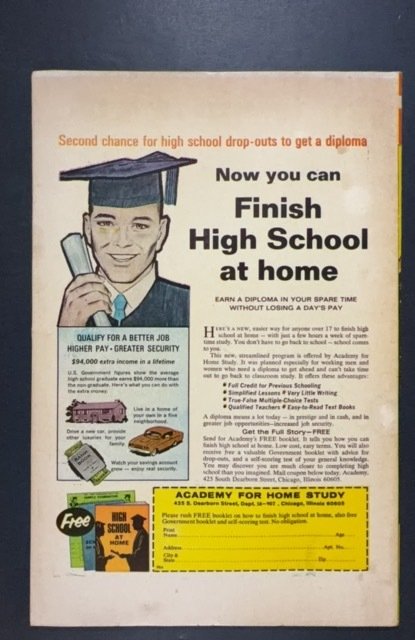 Second chance for high school drop-outs to get a diploma
Now you can
Finish
High School
at home
EARN A DIPLOMA IN YOUR SPARE TIME
WITHOUT LOSING A DAY'S PAY
HERE'S A NEW, easier way for anyone over 17 to finish high
school at home — with just a few hours a week of spare-
time study. You don't have to go back to school — school comes
to you.
This new, streamlined program is offered by Academy for
Home Study. It was planned especially for working men and
women who need a diploma to get ahead and can't take time
out to go back to classroom study. It offers these advantages:
• Full Credit for Previous Schooling
• Simplified Lessons • Very Little Writing
• True-False Multiple-Choice Tests
• Qualified Teachers • Easy-to-Read Text Books
A diploma means a lot today — in prestige and in cash, and in
greater job opportunities—increased job security.
Get the Full Story—FREE
Send for Academy's FREE booklet. It tells you how you can
finish high school at home. Low cost, easy terms. You will also
receive free a valuable Government booklet with advice for
drop-outs, and a self-scoring test of your general knowledge.
You may discover you are much closer to completing high
school than you imagined. Mail coupon below today. Academy,
425 South Dearborn Street, Chicago, Illinois 60605.
QUALIFY FOR A BETTER JOB
HIGHER PAY • GREATER SECURITY
$94,000 extra income in a lifetime
U.S. Government figures show the average
high school graduate earns $94,000 more than
the non-graduate. Here's what you can do with
the extra money:
Live in a home of
your own in a fine
neighborhood.
Drive a new car, provide
other luxuries for your
family.
BANK
Watch your savings account
grow — enjoy real security.
Free
HIGH
SCHOOL
AT
HOME
ACADEMY FOR HOME STUDY
425 S. Dearborn Street, Dept. 14-107, Chicago, Illinois 60605
Please rush FREE booklet on how to finish high school at home, also free
Government booklet and self-scoring test. No obligation.
Print
Name Age
Address Apt. No.
City &
State Zip